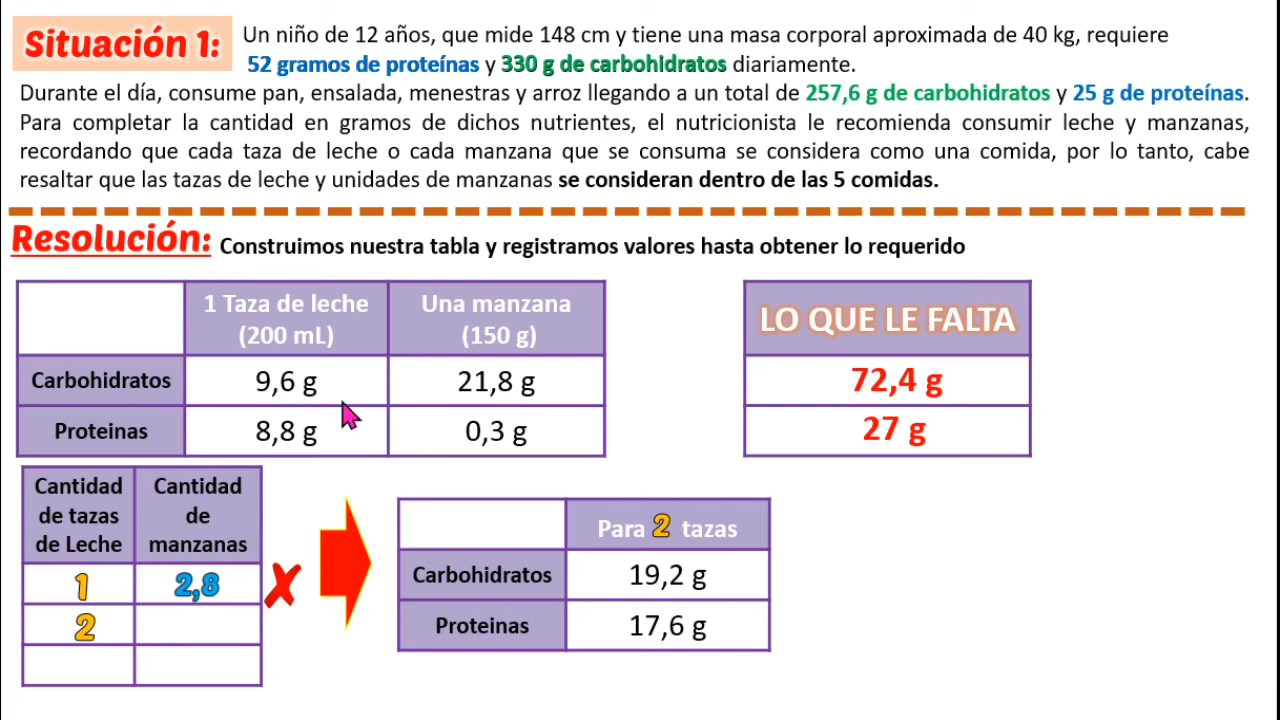 Situación 1: Un niño de 12 años, que mide 148 cm y tiene una masa corporal aproximada de 40 kg, requiere
52 gramos de proteínas y 330 g de carbohidratos diariamente.
Durante el día, consume pan, ensalada, menestras y arroz llegando a un total de 257,6 g de carbohidratos y 25 g de proteínas.
Para completar la cantidad en gramos de dichos nutrientes, el nutricionista le recomienda consumir leche y manzanas,
recordando que cada taza de leche o cada manzana que se consuma se considera como una comida, por lo tanto, cabe
resaltar que las tazas de leche y unidades de manzanas se consideran dentro de las 5 comidas.
Resolución: Construimos nuestra tabla y registramos valores hasta obtener lo requerido
1 Taza de leche
(200 mL)
Una manzana
(150 g)
Carbohidratos 9,6 g 21,8 g
Proteinas 8,8 g 0,3 g
LO QUE LE FALTA
72,4 g
27 g
Cantidad
de tazas
de Leche
Cantidad
de
manzanas
1 2,8
2
Para 2 tazas
Carbohidratos 19,2 g
Proteinas 17,6 g